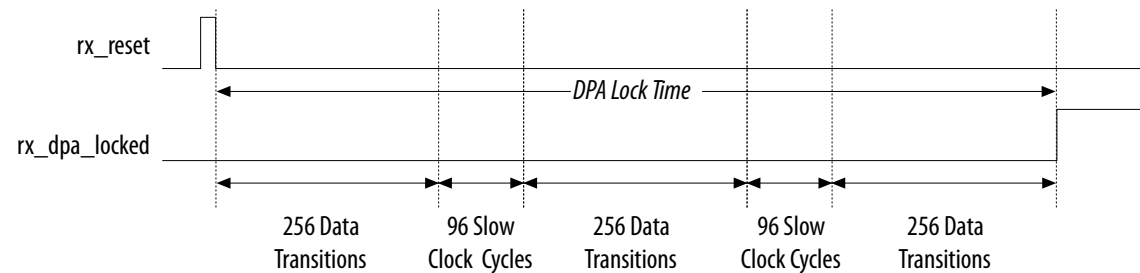 rx_reset
DPA Lock Time
rx_dpa_locked
256 Data
Transitions
96 Slow
Clock Cycles
256 Data
Transitions
96 Slow
Clock Cycles
256 Data
Transitions